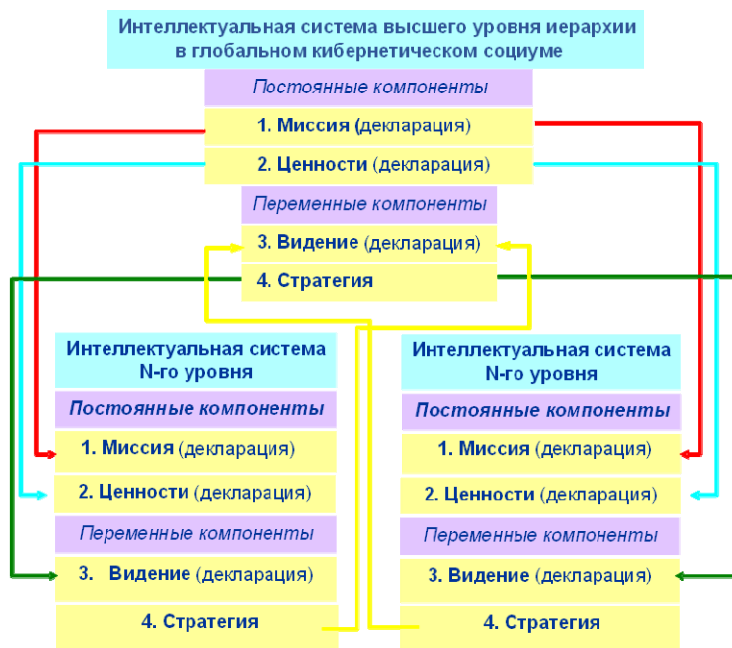 Интеллектуальная система высшего уровня иерархии
в глобальном кибернетическом социуме
Постоянные компоненты
1. Миссия (декларация)
2. Ценности (декларация)
Переменные компоненты
3. Видение (декларация)
4. Стратегия
Интеллектуальная система
N-го уровня
Постоянные компоненты
1. Миссия (декларация)
2. Ценности (декларация)
Переменные компоненты
3. Видение (декларация)
4. Стратегия
Интеллектуальная система
N-го уровня
Постоянные компоненты
1. Миссия (декларация)
2. Ценности (декларация)
Переменные компоненты
3. Видение (декларация)
4. Стратегия